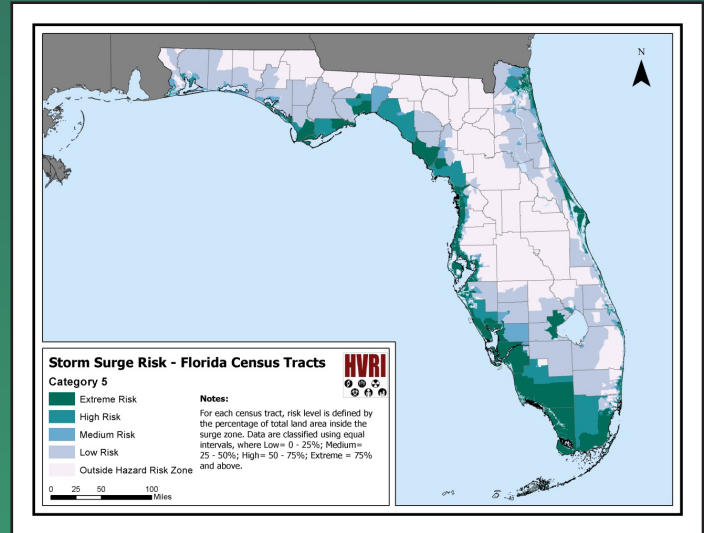 N
Storm Surge Risk - Florida Census Tracts
HVRI
Category 5
Extreme Risk
High Risk
Medium Risk
Low Risk
Outside Hazard Risk Zone
0 25 50 100
Miles
Notes:
For each census tract, risk level is defined by
the percentage of total land area inside the
surge zone. Data are classified using equal
intervals, where Low= 0 - 25%; Medium=
25 - 50%; High= 50 - 75%; Extreme = 75%
and above.